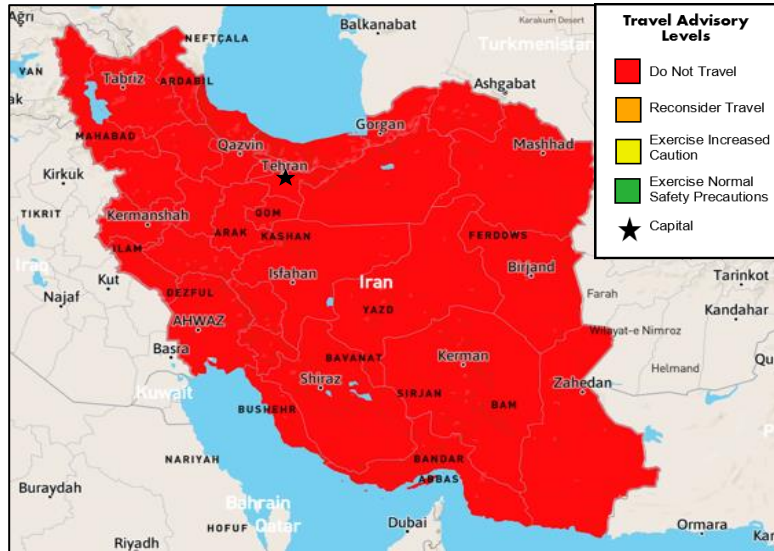 Travel Advisory
Levels
Do Not Travel
Reconsider Travel
Exercise Increased
Caution
Exercise Normal
Safety Precautions
Capital
Ağrı
Balkanabat
Karakum Desert
NEFTÇALA
Turkmenistan
VAN
Tabriz
ARDABIL
Ashgabat
Gorgan
MAHABAD
Qazvin
Mashhad
Tehran
Kirkuk
QOM
TIKRIT
Kermanshah
ARAK
KASHAN
FERDOWS
ILAM
Iraq
Isfahan
Iran
Birjand
Tarinkot
Kut
DEZFUL
Farah
Najaf
YAZD
Kandahar
AHWAZ
Wilayat-e Nimroz
Basra
BAYANAT
Kerman
Helmand
Kuwait
Shiraz
Zahedan
SIRJAN
BUSHEHR
BAM
NARIYAH
BANDAR
ABBAS
Buraydah
Bahrain
HOFUF
Qatar
Dubai
Ormara
Riyadh